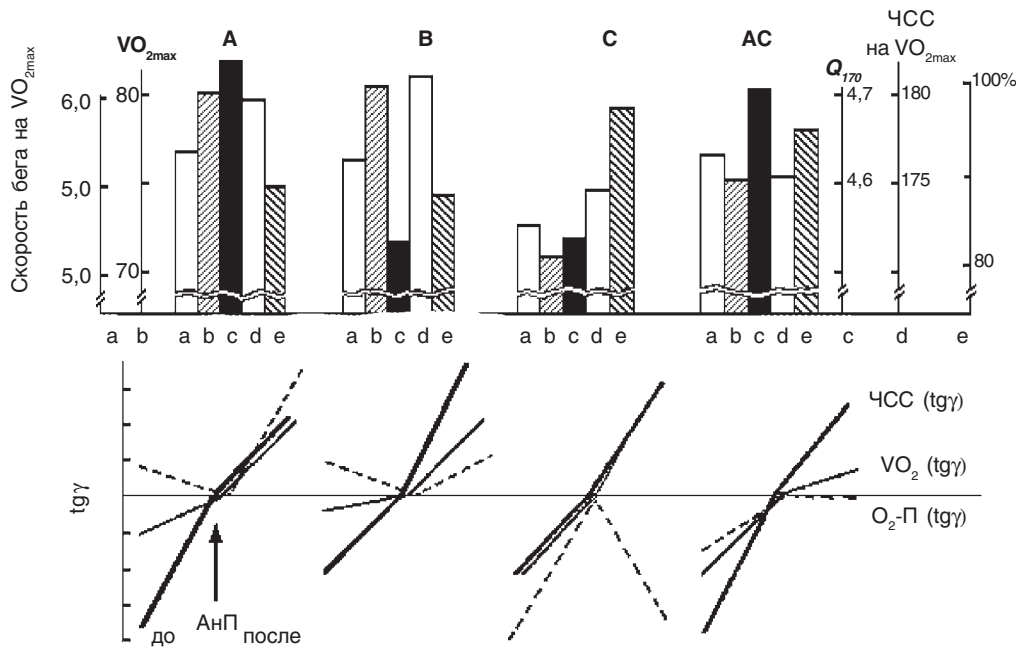 ЧСС
на VO2max
VO2max A B C AC
Q170
Скорость бега на VO2max
6,0 80 4,7 180 100%
5,0 4,6 175
5,0 70 80
a b a b c d e a b c d e a b c d e a b c d e c d e
ЧСС (tgγ)
VO2 (tgγ)
O2-П (tgγ)
tgγ
до АнП после